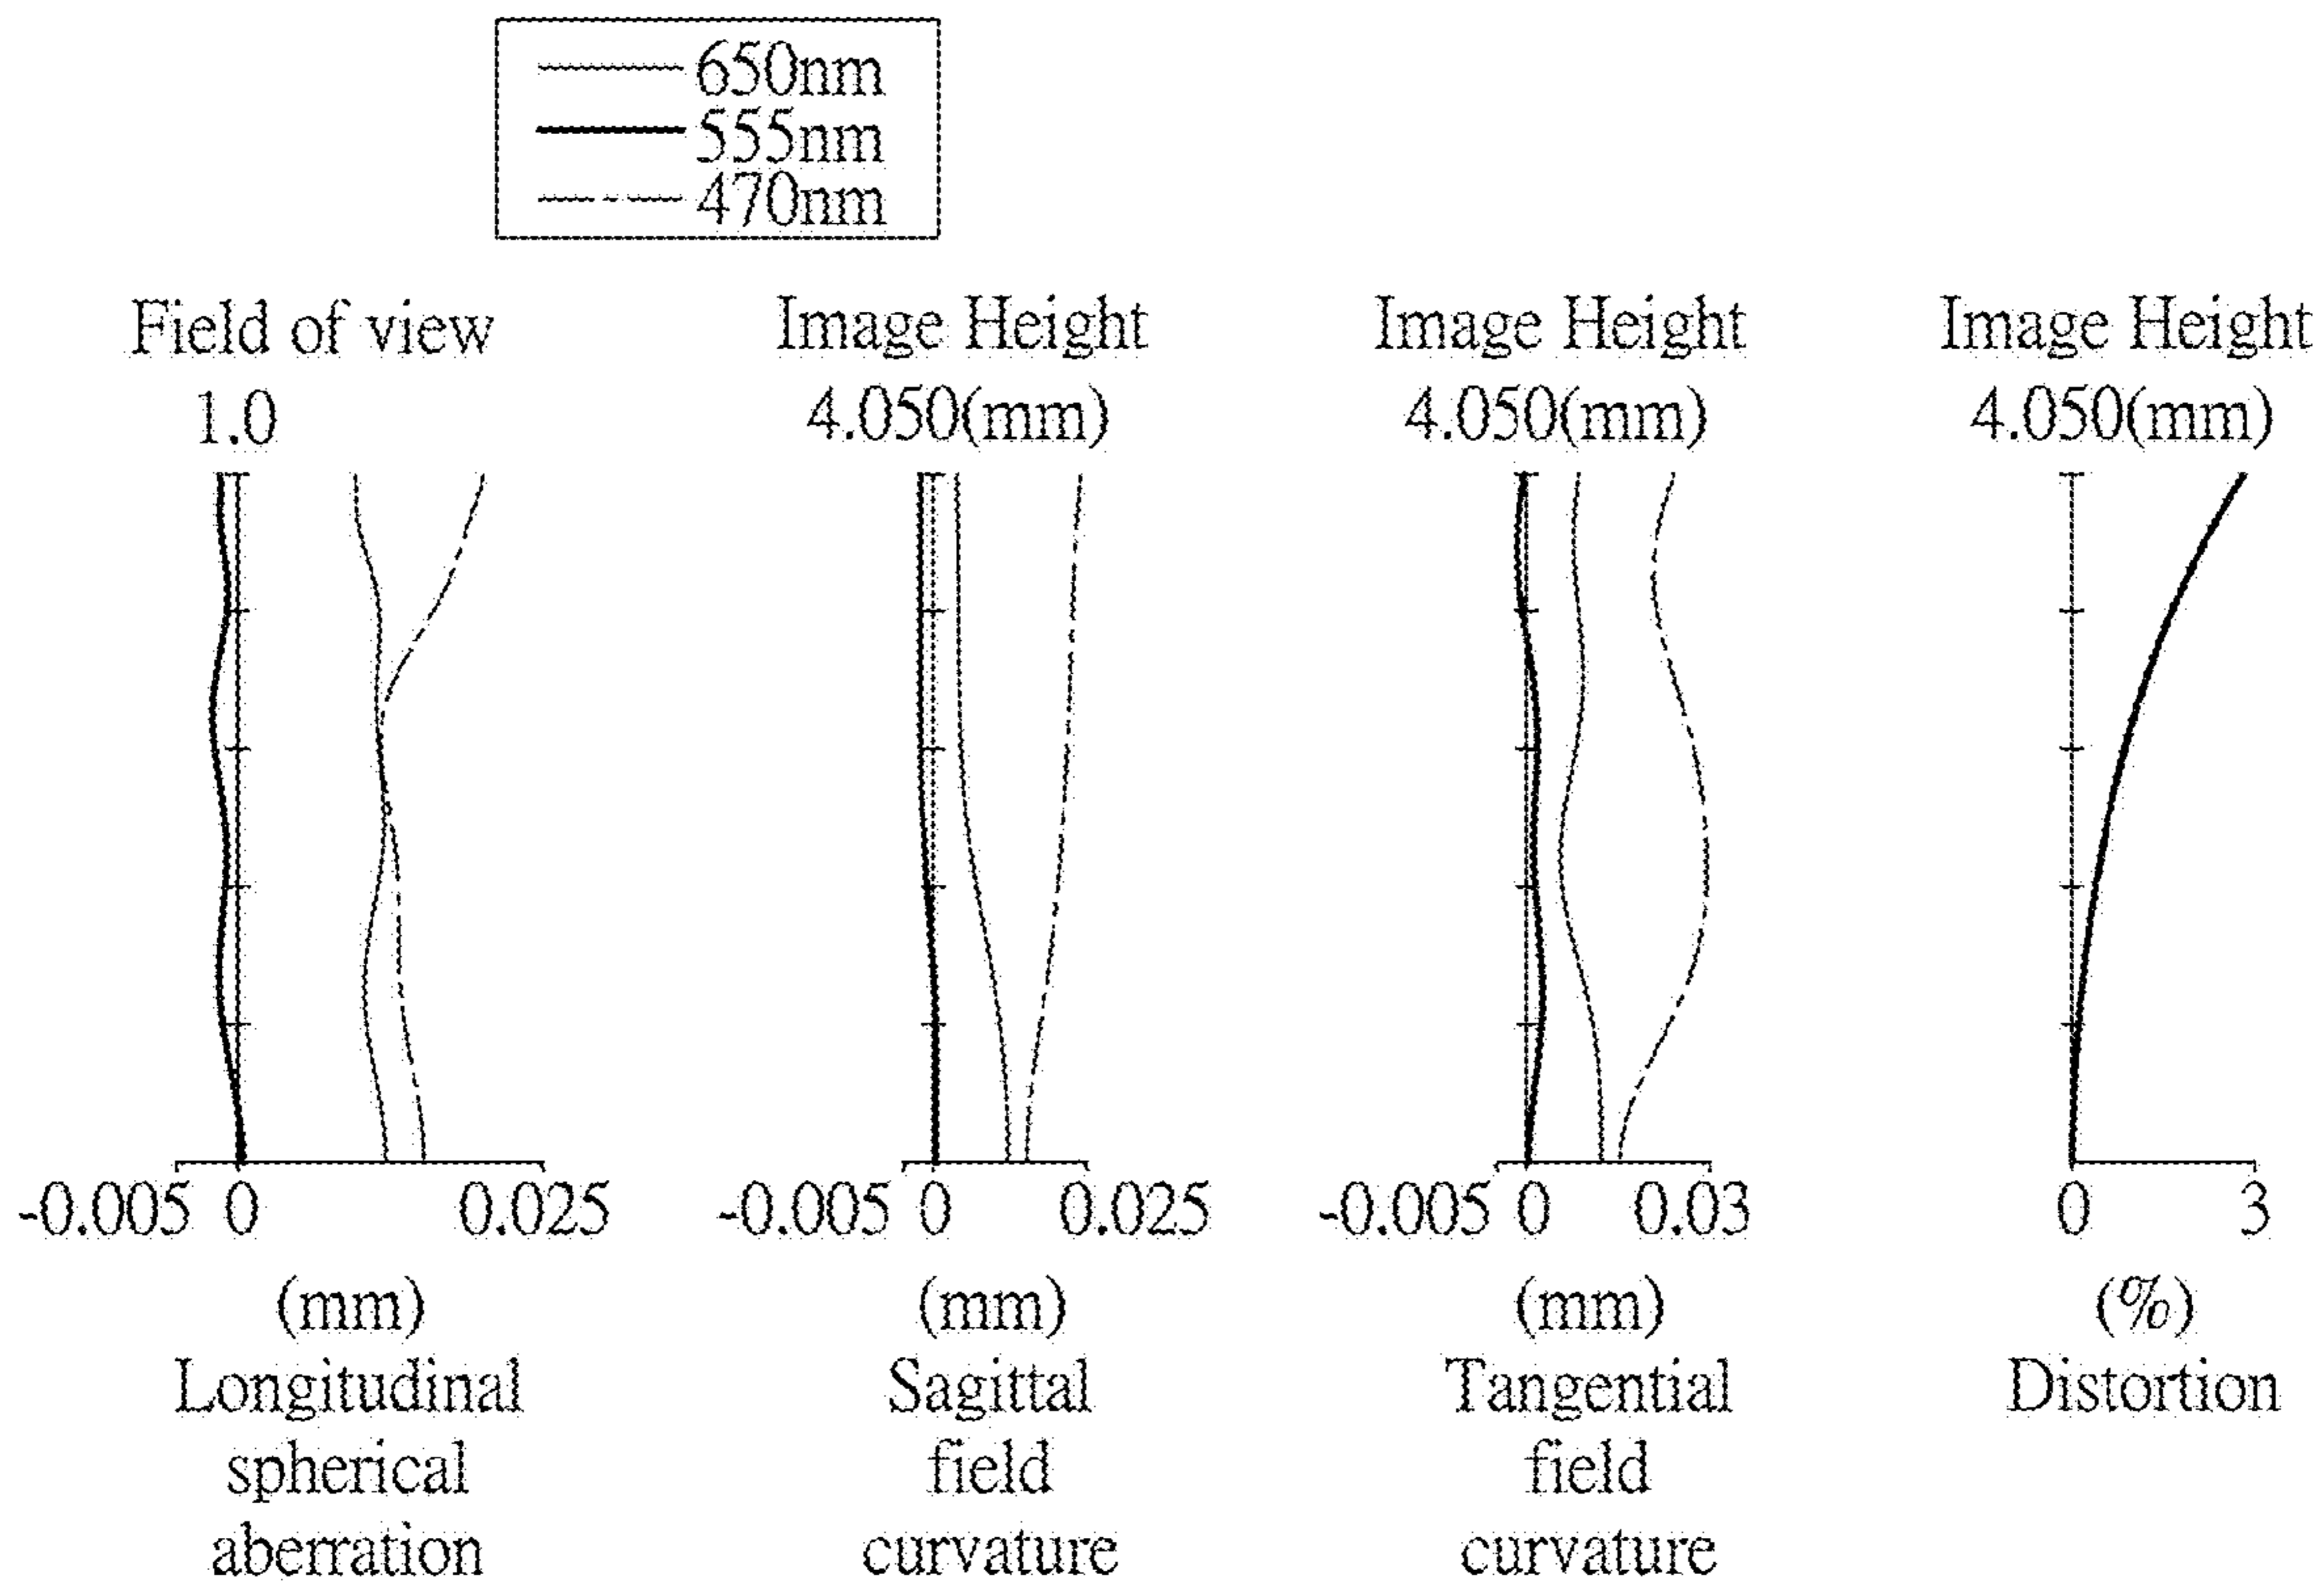 650nm
555nm
470nm
Field of view
1.0
Image Height
4.050(mm)
Image Height
4.050(mm)
Image Height
4.050(mm)
-0.005 0 0.025
(mm)
Longitudinal
spherical
aberration
-0.005 0 0.025
(mm)
Sagittal
field
curvature
-0.005 0 0.03
(mm)
Tangential
field
curvature
0 3
(%)
Distortion